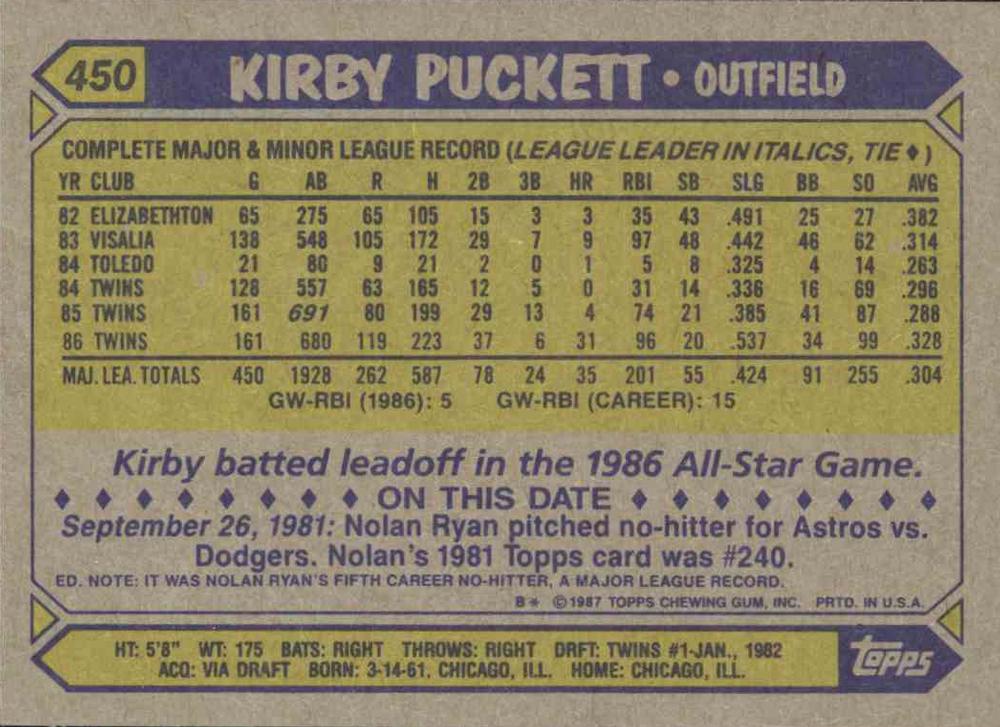 450 KIRBY PUCKETT • OUTFIELD
COMPLETE MAJOR & MINOR LEAGUE RECORD (LEAGUE LEADER IN ITALICS, TIE ♦)
YR CLUB G AB R H 2B 3B HR RBI SB SLG BB SO AVG
82 ELIZABETHTON 65 275 65 105 15 3 3 35 43 .491 25 27 .382
83 VISALIA 138 548 105 172 29 7 9 97 48 .442 46 62 .314
84 TOLEDO 21 80 9 21 2 0 1 5 8 .325 4 14 .263
84 TWINS 128 557 63 165 12 5 0 31 14 .336 16 69 .296
85 TWINS 161 691 80 199 29 13 4 74 21 .385 41 87 .288
86 TWINS 161 680 119 223 37 6 31 96 20 .537 34 99 .328
MAJ. LEA. TOTALS 450 1928 262 587 78 24 35 201 55 .424 91 255 .304
GW-RBI (1986): 5 GW-RBI (CAREER): 15
Kirby batted leadoff in the 1986 All-Star Game.
♦ ♦ ♦ ♦ ♦ ♦ ♦ ♦ ON THIS DATE ♦ ♦ ♦ ♦ ♦ ♦ ♦ ♦
September 26, 1981: Nolan Ryan pitched no-hitter for Astros vs.
Dodgers. Nolan's 1981 Topps card was #240.
ED. NOTE: IT WAS NOLAN RYAN'S FIFTH CAREER NO-HITTER, A MAJOR LEAGUE RECORD.
B* © 1987 TOPPS CHEWING GUM, INC. PRTD. IN U.S.A.
HT: 5'8" WT: 175 BATS: RIGHT THROWS: RIGHT DRFT: TWINS #1-JAN., 1982
ACQ: VIA DRAFT BORN: 3-14-61, CHICAGO, ILL. HOME: CHICAGO, ILL.
topps